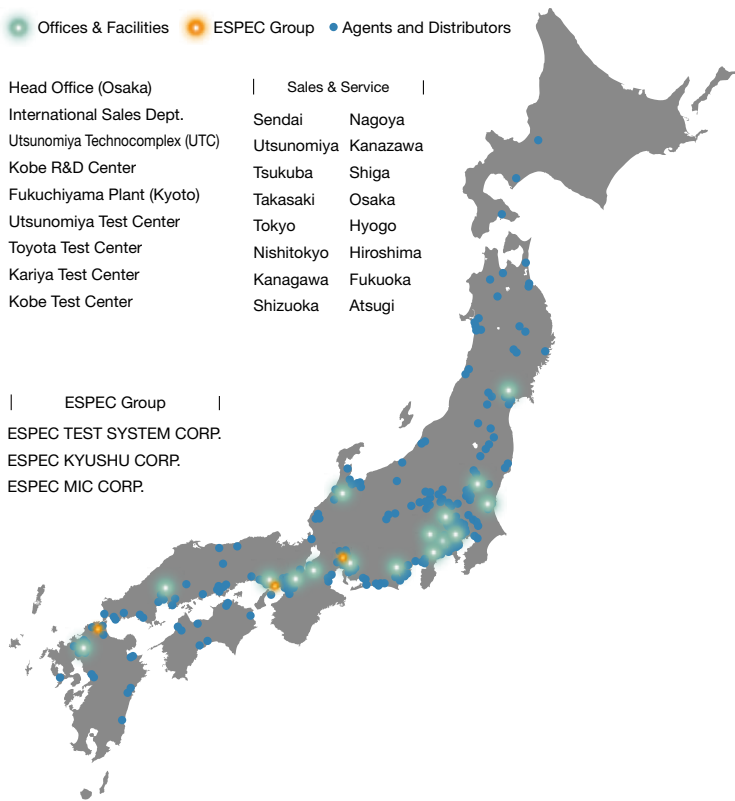 Offices & Facilities ESPEC Group Agents and Distributors
Head Office (Osaka)
International Sales Dept.
Utsunomiya Technocomplex (UTC)
Kobe R&D Center
Fukuchiyama Plant (Kyoto)
Utsunomiya Test Center
Toyota Test Center
Kariya Test Center
Kobe Test Center
Sales & Service
Sendai Nagoya
Utsunomiya Kanazawa
Tsukuba Shiga
Takasaki Osaka
Tokyo Hyogo
Nishitokyo Hiroshima
Kanagawa Fukuoka
Shizuoka Atsugi
ESPEC Group
ESPEC TEST SYSTEM CORP.
ESPEC KYUSHU CORP.
ESPEC MIC CORP.